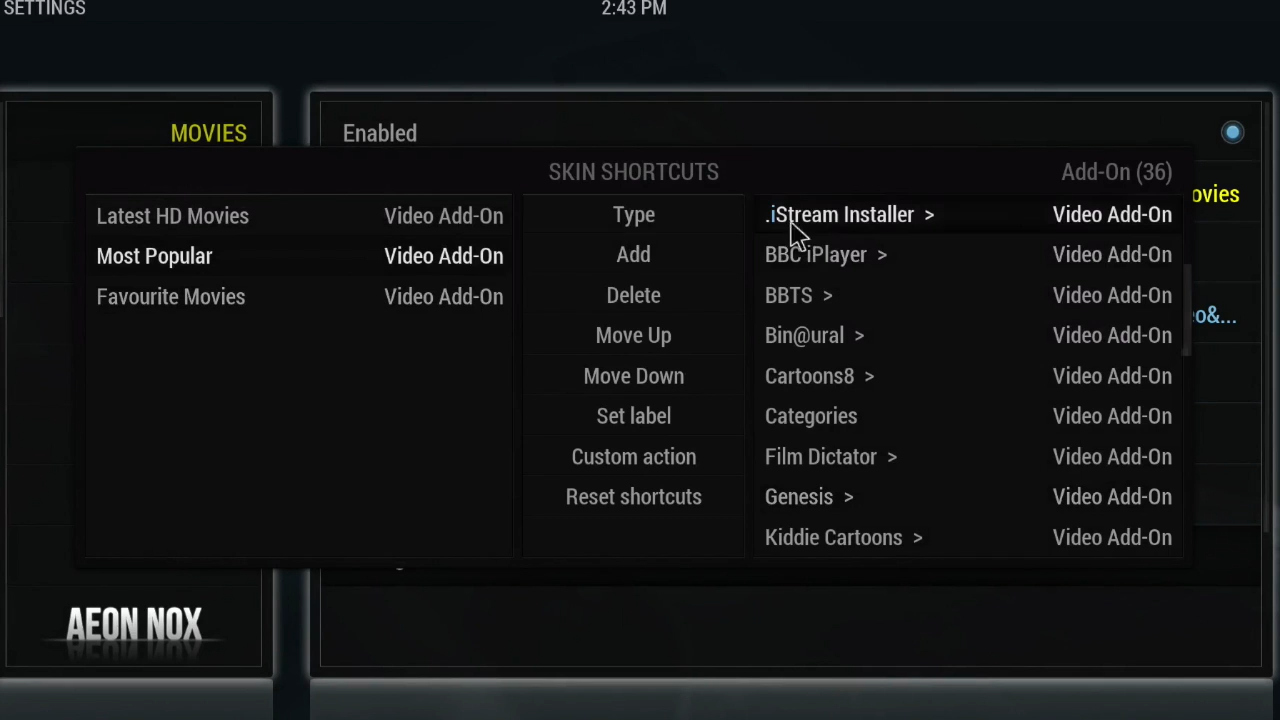 SETTINGS
2:43 PM
MOVIES
Enabled
SKIN SHORTCUTS
Add-On (36)
ovies
Latest HD Movies Video Add-On
Most Popular Video Add-On
Favourite Movies Video Add-On
Type
Add
Delete
Move Up
Move Down
Set label
Custom action
Reset shortcuts
.iStream Installer > Video Add-On
BBC iPlayer > Video Add-On
BBTS > Video Add-On
Bin@ural > Video Add-On
Cartoons8 > Video Add-On
Categories Video Add-On
Film Dictator > Video Add-On
Genesis > Video Add-On
Kiddie Cartoons > Video Add-On
eo&...
AEON NOX